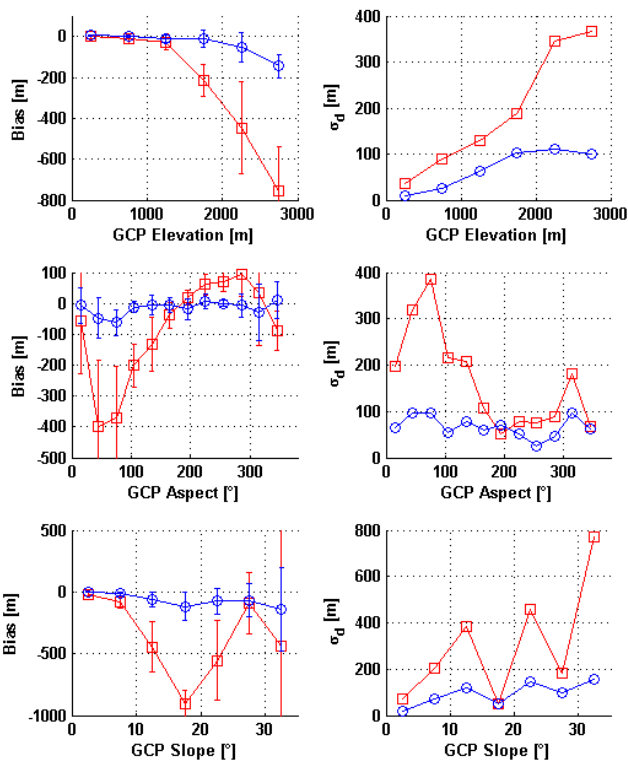 0
-200
-400
-600
-800
Bias [m]
0 1000 2000 3000
GCP Elevation [m]
400
300
200
100
0
σd [m]
0 1000 2000 3000
GCP Elevation [m]
100
0
-100
-200
-300
-400
-500
Bias [m]
0 100 200 300
GCP Aspect [°]
400
300
200
100
0
σd [m]
0 100 200 300
GCP Aspect [°]
500
0
-500
-1000
Bias [m]
0 10 20 30
GCP Slope [°]
800
600
400
200
0
σd [m]
0 10 20 30
GCP Slope [°]